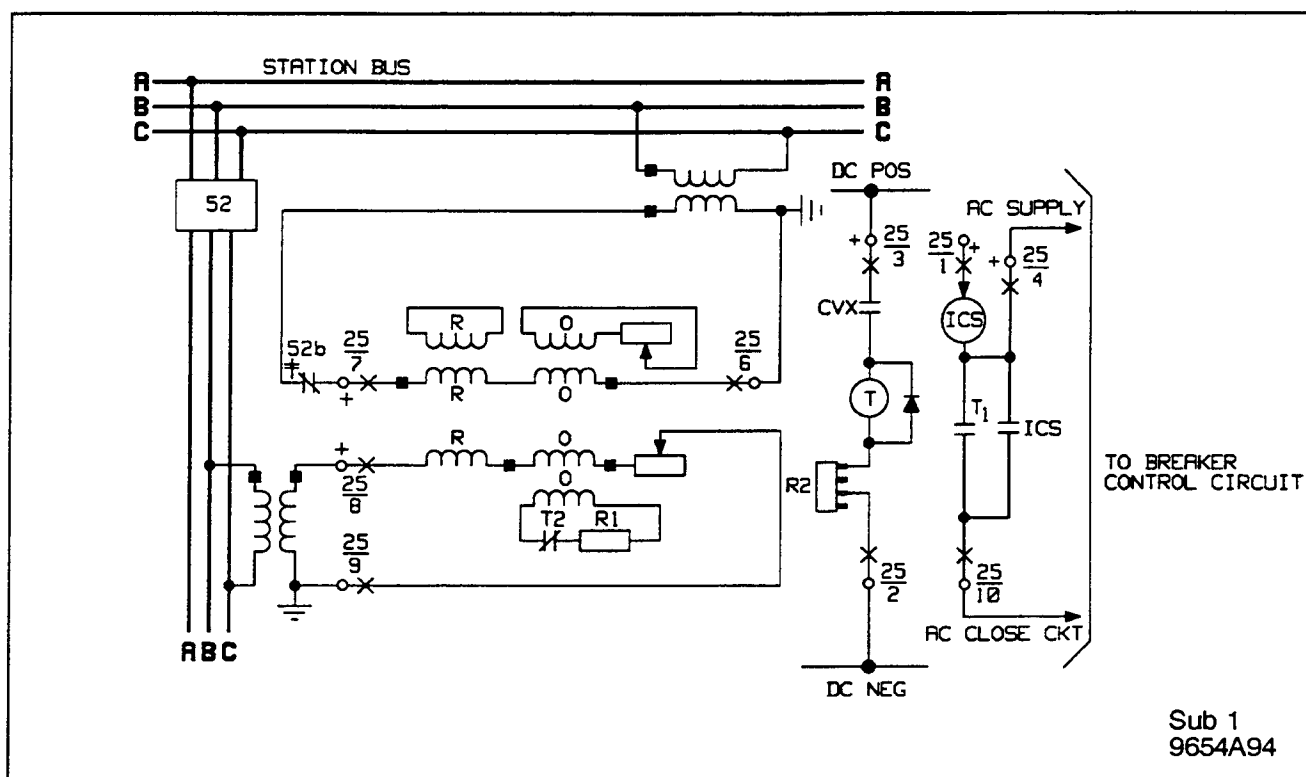 STATION BUS
A A
B B
C C
52
DC POS
AC SUPPLY
25/3
25/1
25/4
+ + +
CVX
ICS
R O
52b
25/7
25/6
R O
+
T
T1
ICS
+
R O
25/8
O
T2 R1
R2
TO BREAKER
CONTROL CIRCUIT
25/9
25/2
25/10
AC CLOSE CKT
A B C
DC NEG
Sub 1
9654A94